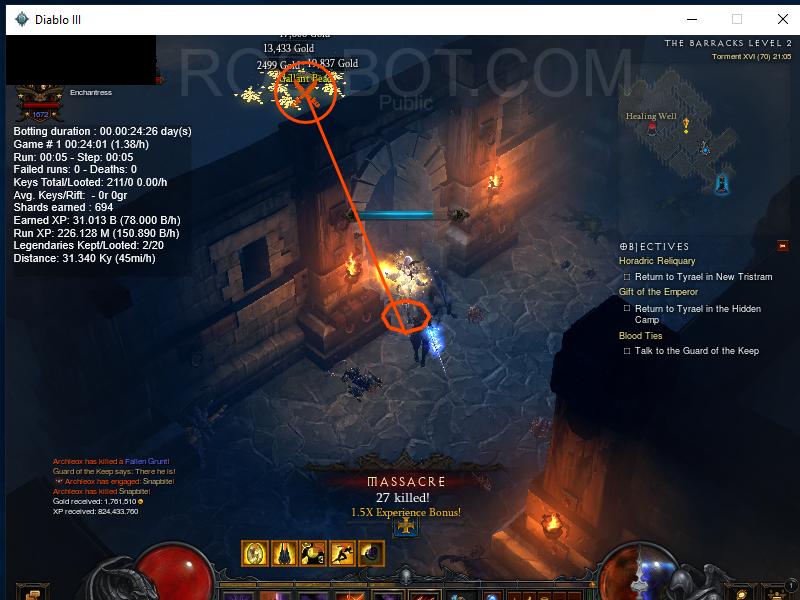 Diablo III
13,433 Gold
2499 Gold
19,837 Gold
Gallant Bead
THE BARRACKS LEVEL 2
Torment XVI (70) 21:05
Public
Enchantress
1672
Healing Well
Botting duration : 00.00:24:26 day(s)
Game # 1 00:24:01 (1.38/h)
Run: 00:05 - Step: 00:05
Failed runs: 0 - Deaths: 0
Keys Total/Looted: 211/0 0.00/h
Avg. Keys/Rift: - 0r 0gr
Shards earned : 694
Earned XP: 31.013 B (78.000 B/h)
Run XP: 226.128 M (150.890 B/h)
Legendaries Kept/Looted: 2/20
Distance: 31.340 Ky (45mi/h)
OBJECTIVES
Horadric Reliquary
Return to Tyrael in New Tristram
Gift of the Emperor
Return to Tyrael in the Hidden
Camp
Blood Ties
Talk to the Guard of the Keep
Archleox has killed a Fallen Grunt!
Guard of the Keep says: There he is!
Archleox has engaged: Snapbite!
Archleox has killed Snapbite!
Gold received: 1,761,510
XP received: 824,433,760
MASSACRE
27 killed!
1.5X Experience Bonus!
3
1